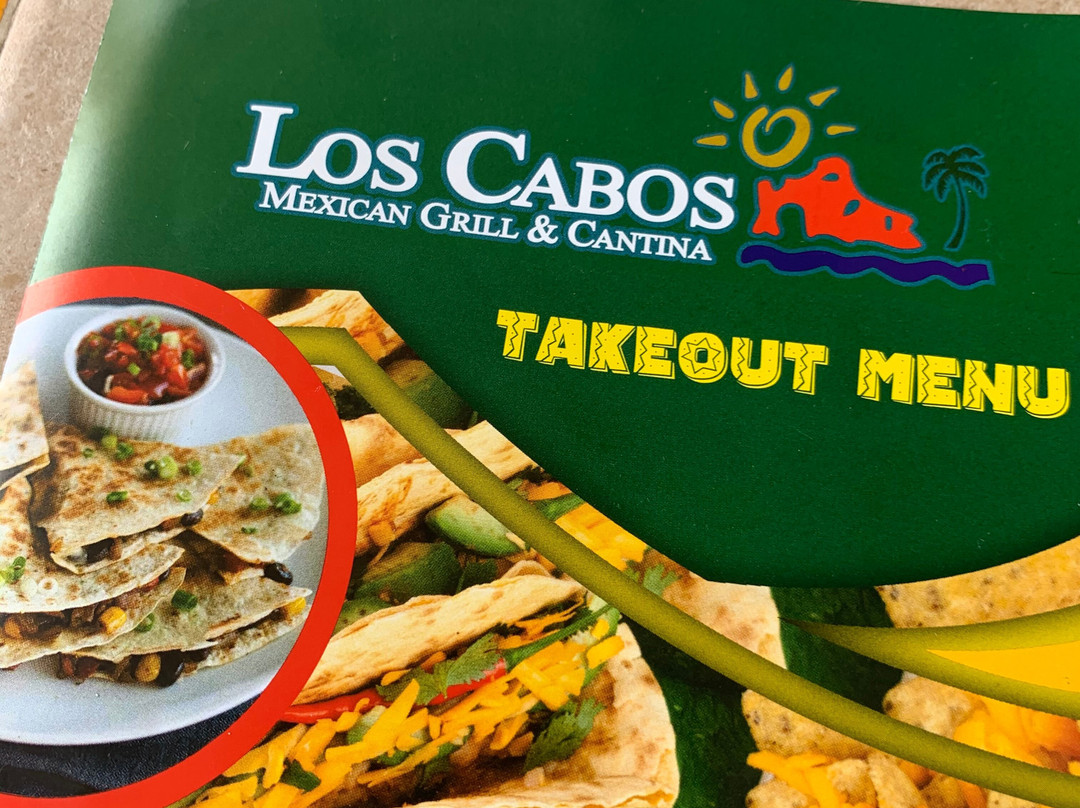 LOS CABOS
MEXICAN GRILL & CANTINA
TAKEOUT MENU